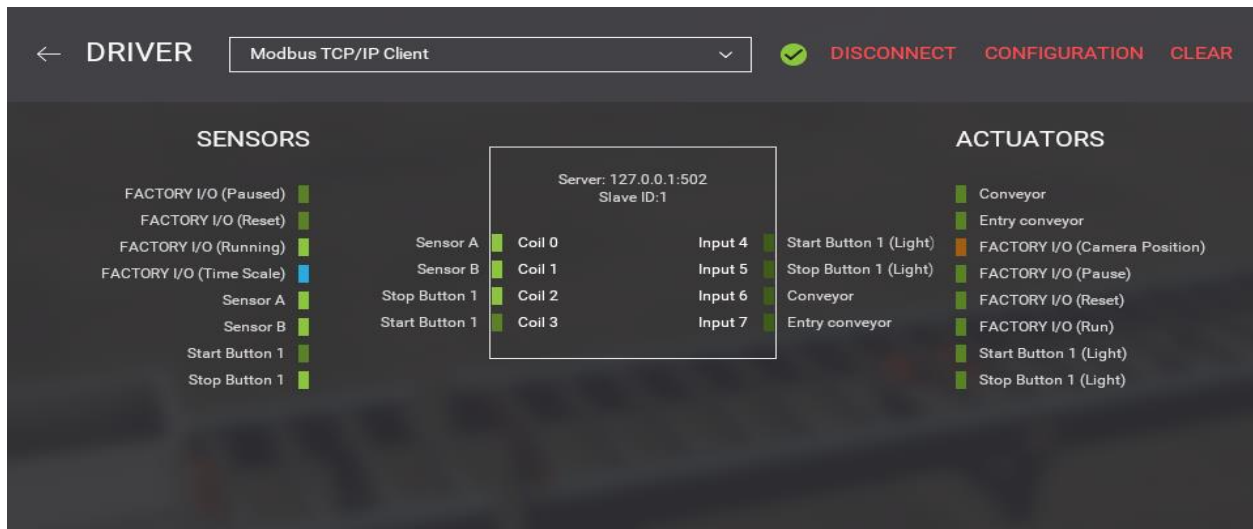 ← DRIVER Modbus TCP/IP Client DISCONNECT CONFIGURATION CLEAR
SENSORS
FACTORY I/O (Paused)
FACTORY I/O (Reset)
FACTORY I/O (Running)
FACTORY I/O (Time Scale)
Sensor A
Sensor B
Start Button 1
Stop Button 1
Server: 127.0.0.1:502
Slave ID:1
Sensor A Coil 0 Input 4 Start Button 1 (Light)
Sensor B Coil 1 Input 5 Stop Button 1 (Light)
Stop Button 1 Coil 2 Input 6 Conveyor
Start Button 1 Coil 3 Input 7 Entry conveyor
ACTUATORS
Conveyor
Entry conveyor
FACTORY I/O (Camera Position)
FACTORY I/O (Pause)
FACTORY I/O (Reset)
FACTORY I/O (Run)
Start Button 1 (Light)
Stop Button 1 (Light)